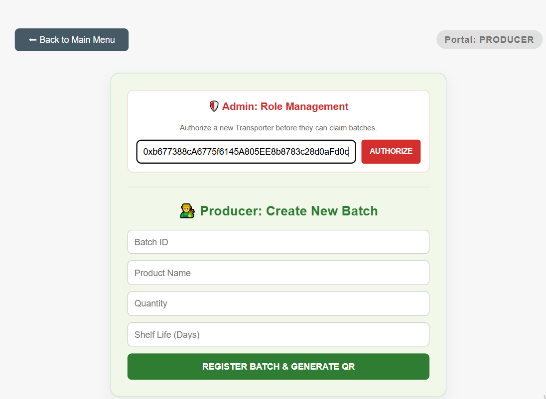 ← Back to Main Menu
Portal: PRODUCER
Admin: Role Management
Authorize a new Transporter before they can claim batches
0xb677388cA6775f6145A805EE8b8783c28d0aFd0c
AUTHORIZE
Producer: Create New Batch
Batch ID
Product Name
Quantity
Shelf Life (Days)
REGISTER BATCH & GENERATE QR